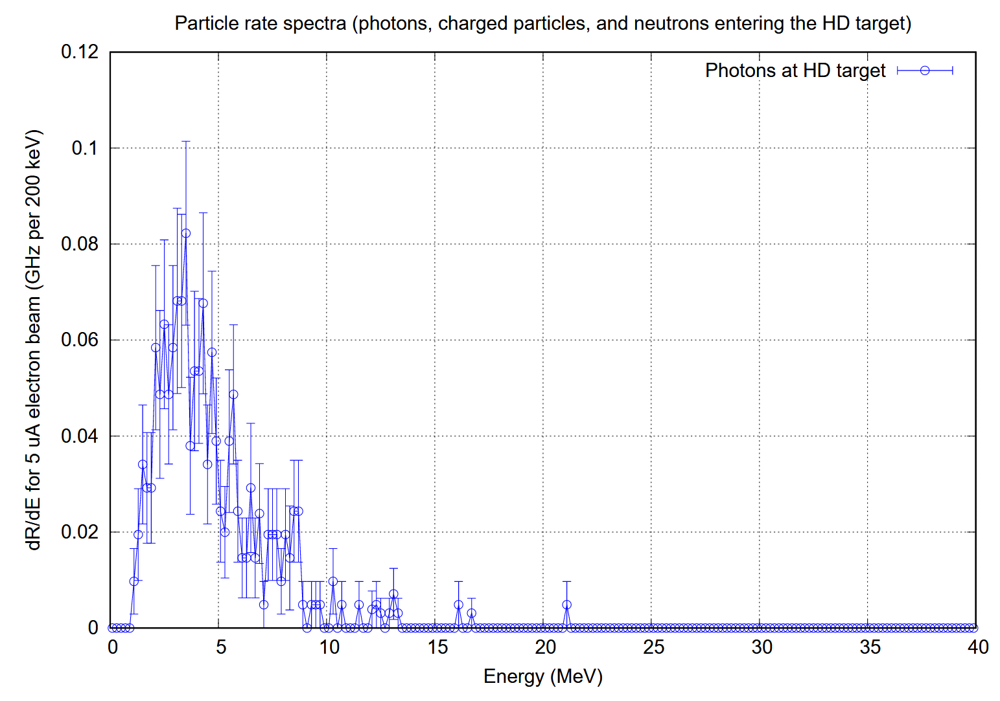 Particle rate spectra (photons, charged particles, and neutrons entering the HD target)
Photons at HD target
dR/dE for 5 uA electron beam (GHz per 200 keV)
0.12
0.1
0.08
0.06
0.04
0.02
0
0 5 10 15 20 25 30 35 40
Energy (MeV)